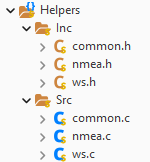 Helpers
Inc
common.h
nmea.h
ws.h
Src
common.c
nmea.c
ws.c